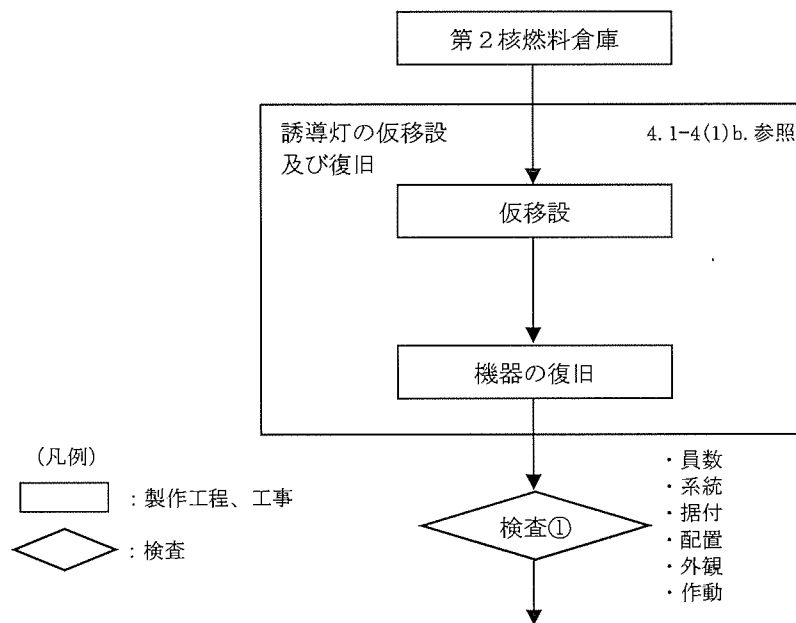 第2核燃料倉庫
誘導灯の仮移設
及び復旧
4.1-4(1)b.参照
仮移設
機器の復旧
(凡例)
：製作工程、工事
：検査
検査①
・員数
・系統
・据付
・配置
・外観
・作動